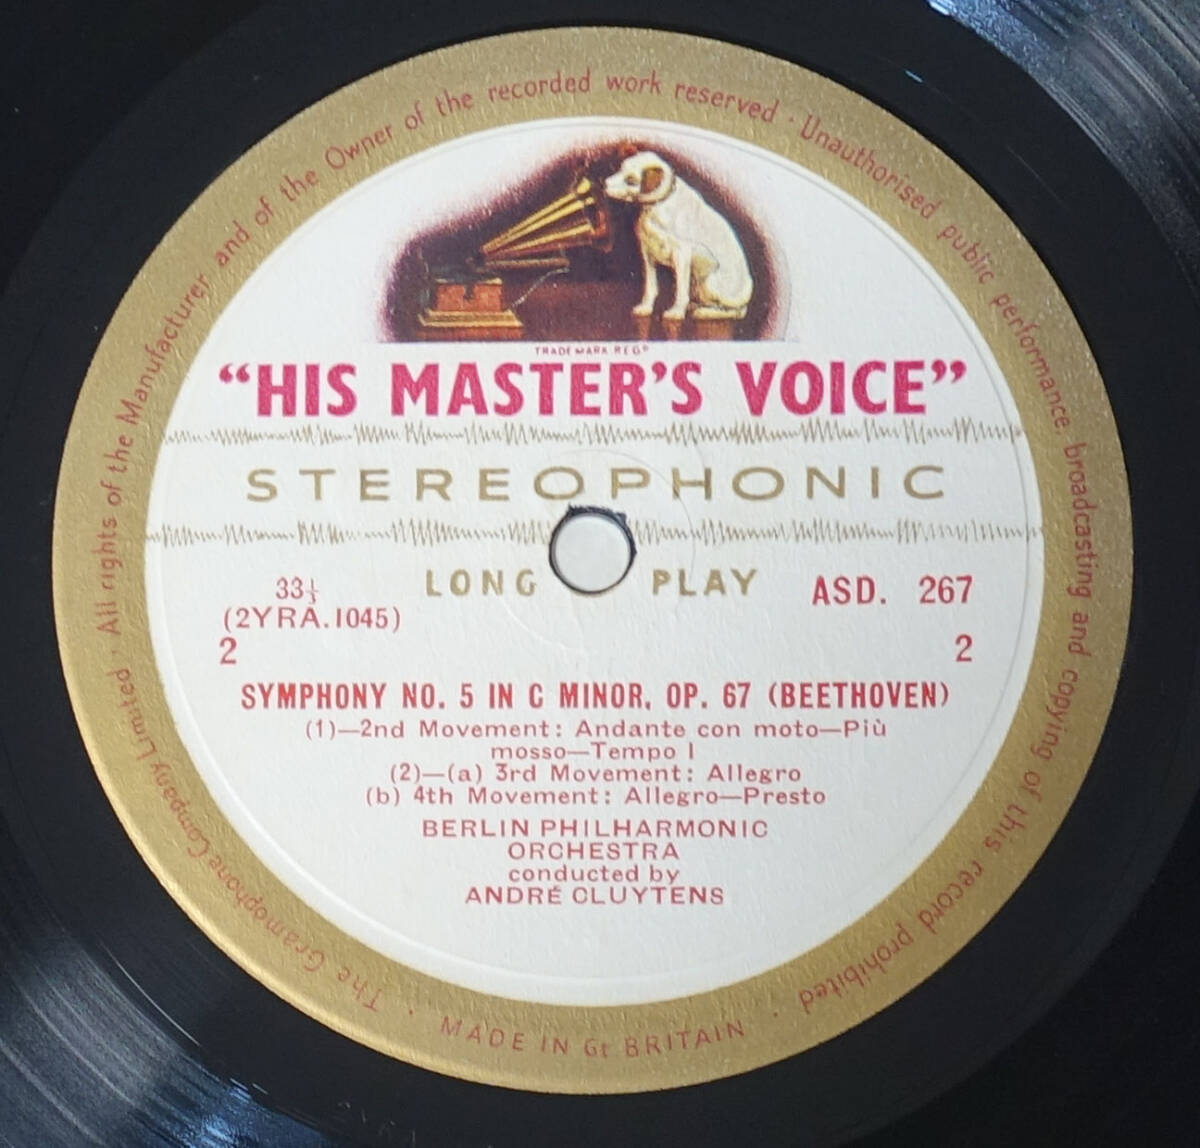 The Gramophone Company Limited · All rights of the Manufacturer and of the Owner of the recorded work reserved · Unauthorised public performance, broadcasting and copying of this record prohibited ·
TRADE MARK REGD
“HIS MASTER’S VOICE”
STEREOPHONIC
LONG PLAY
33⅓
ASD. 267
(2YRA.1045)
2 2
SYMPHONY NO. 5 IN C MINOR, OP. 67 (BEETHOVEN)
(1)—2nd Movement: Andante con moto—Più
mosso—Tempo I
(2)—(a) 3rd Movement: Allegro
(b) 4th Movement: Allegro—Presto
BERLIN PHILHARMONIC
ORCHESTRA
conducted by
ANDRÉ CLUYTENS
· MADE IN Gt BRITAIN ·